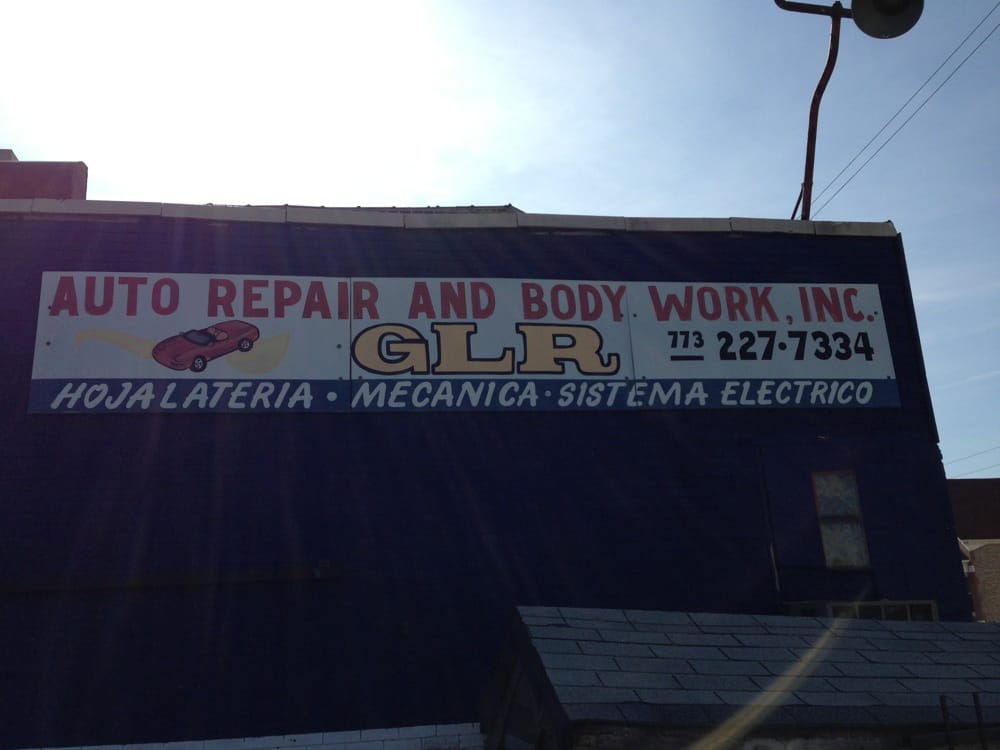 AUTO REPAIR AND BODY WORK, INC.
GLR
773 227-7334
HOJALATERIA • MECANICA • SISTEMA ELECTRICO